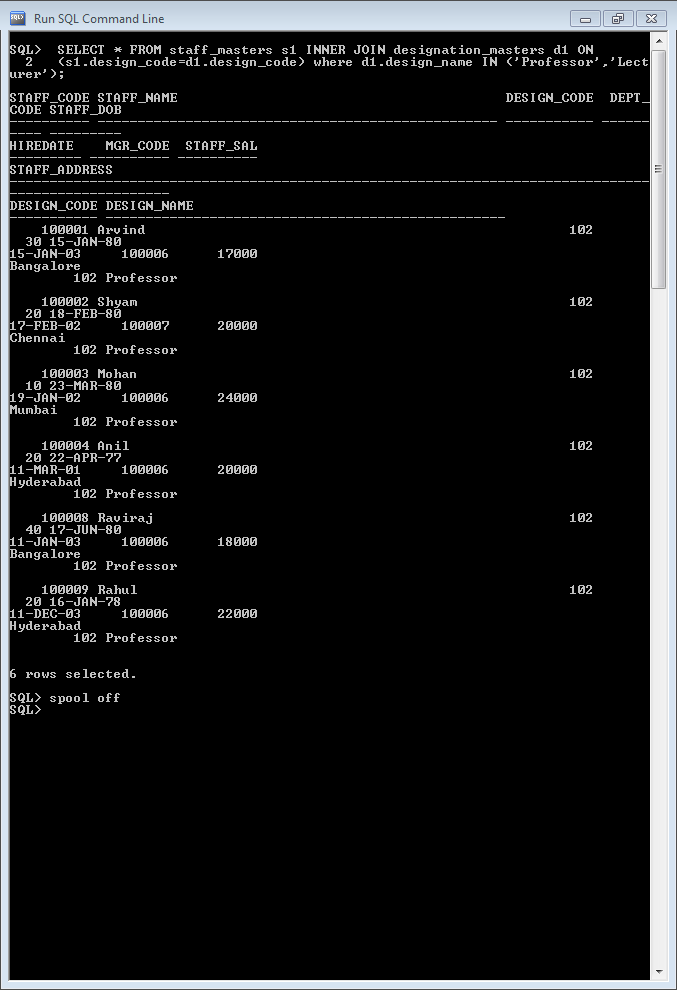 Run SQL Command Line
SQL>  SELECT * FROM staff_masters s1 INNER JOIN designation_masters d1 ON
  2   (s1.design_code=d1.design_code) where d1.design_name IN ('Professor','Lect
urer');
STAFF_CODE STAFF_NAME                                         DESIGN_CODE  DEPT_
CODE STAFF_DOB
---------- -------------------------------------------------- ----------- ------
---- ---------
HIREDATE    MGR_CODE  STAFF_SAL
--------- ---------- ----------
STAFF_ADDRESS
--------------------------------------------------------------------------------
--------------------
DESIGN_CODE DESIGN_NAME
----------- --------------------------------------------------
    100001 Arvind                                                     102
  30 15-JAN-80
15-JAN-03     100006      17000
Bangalore
        102 Professor
    100002 Shyam                                                      102
  20 18-FEB-80
17-FEB-02     100007      20000
Chennai
        102 Professor
    100003 Mohan                                                      102
  10 23-MAR-80
19-JAN-02     100006      24000
Mumbai
        102 Professor
    100004 Anil                                                       102
  20 22-APR-77
11-MAR-01     100006      20000
Hyderabad
        102 Professor
    100008 Raviraj                                                    102
  40 17-JUN-80
11-JAN-03     100006      18000
Bangalore
        102 Professor
    100009 Rahul                                                      102
  20 16-JAN-78
11-DEC-03     100006      22000
Hyderabad
        102 Professor
6 rows selected.
SQL> spool off
SQL>